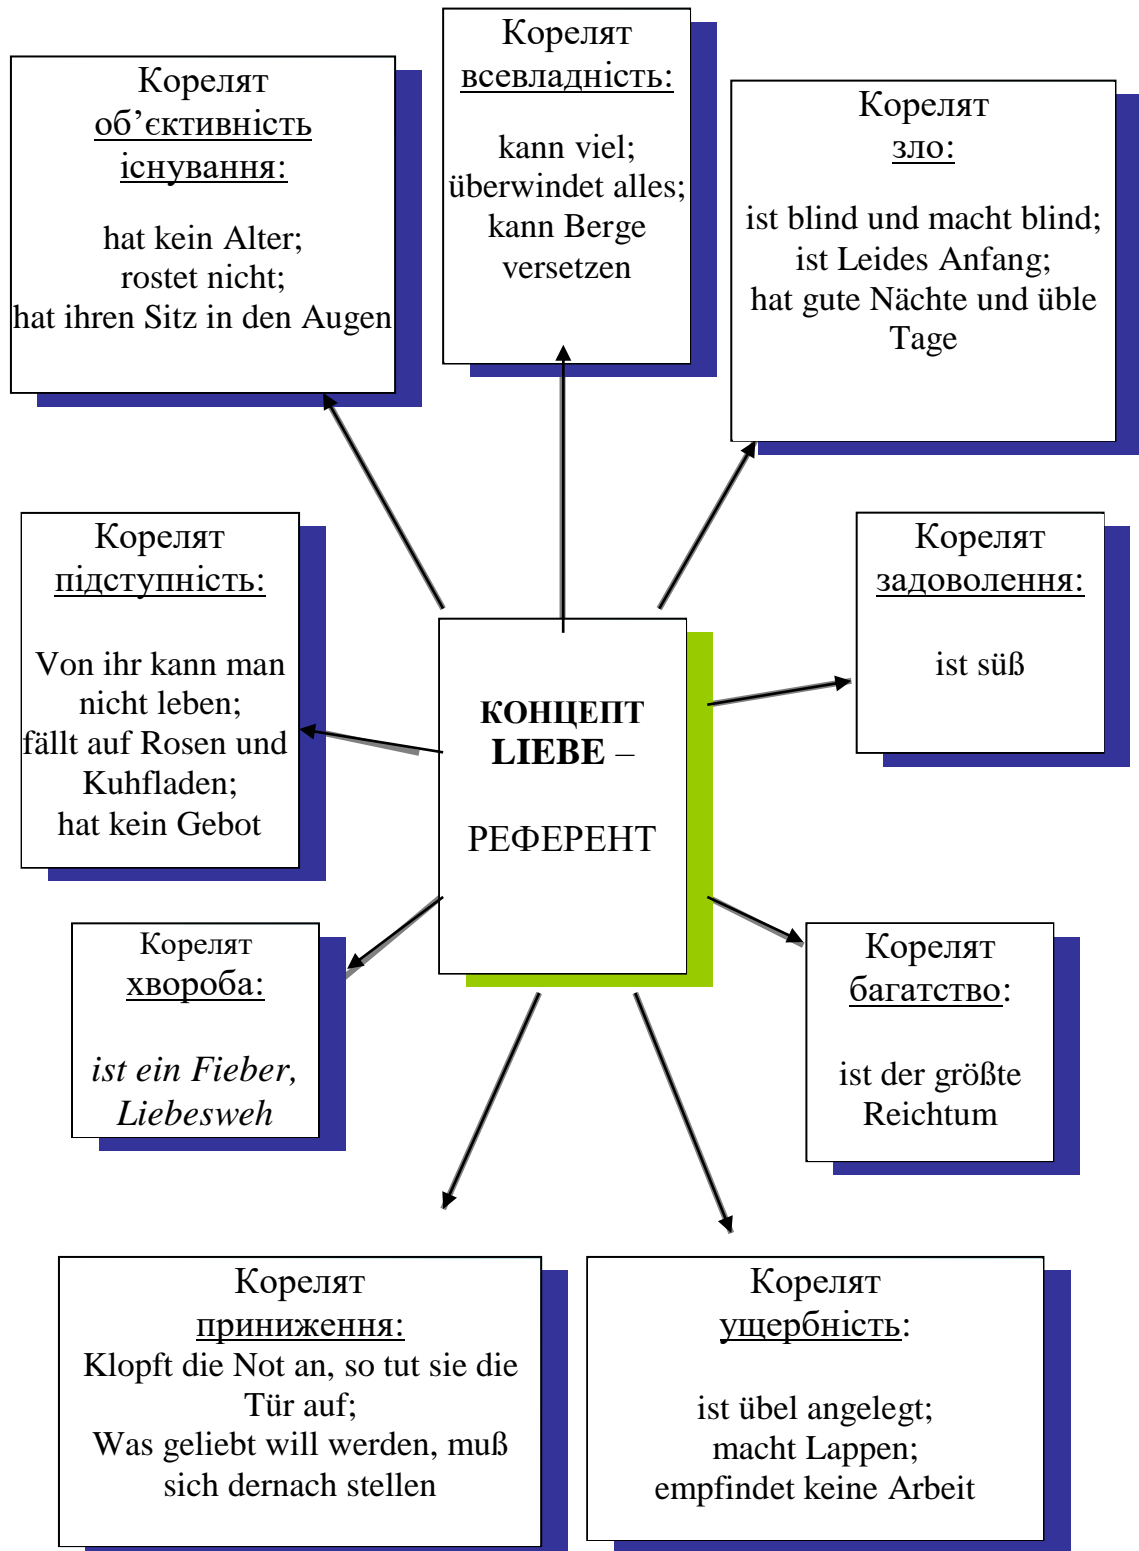 Корелят
об’єктивність
існування:
hat kein Alter;
rostet nicht;
hat ihren Sitz in den Augen
Корелят
всевладність:
kann viel;
überwindet alles;
kann Berge
versetzen
Корелят
зло:
ist blind und macht blind;
ist Leides Anfang;
hat gute Nächte und üble
Tage
Корелят
підступність:
Von ihr kann man
nicht leben;
fällt auf Rosen und
Kuhfladen;
hat kein Gebot
КОНЦЕПТ
LIEBE –
РЕФЕРЕНТ
Корелят
задоволення:
ist süß
Корелят
хвороба:
ist ein Fieber,
Liebesweh
Корелят
багатство:
ist der größte
Reichtum
Корелят
приниження:
Klopft die Not an, so tut sie die
Tür auf;
Was geliebt will werden, muß
sich dernach stellen
Корелят
ущербність:
ist übel angelegt;
macht Lappen;
empfindet keine Arbeit